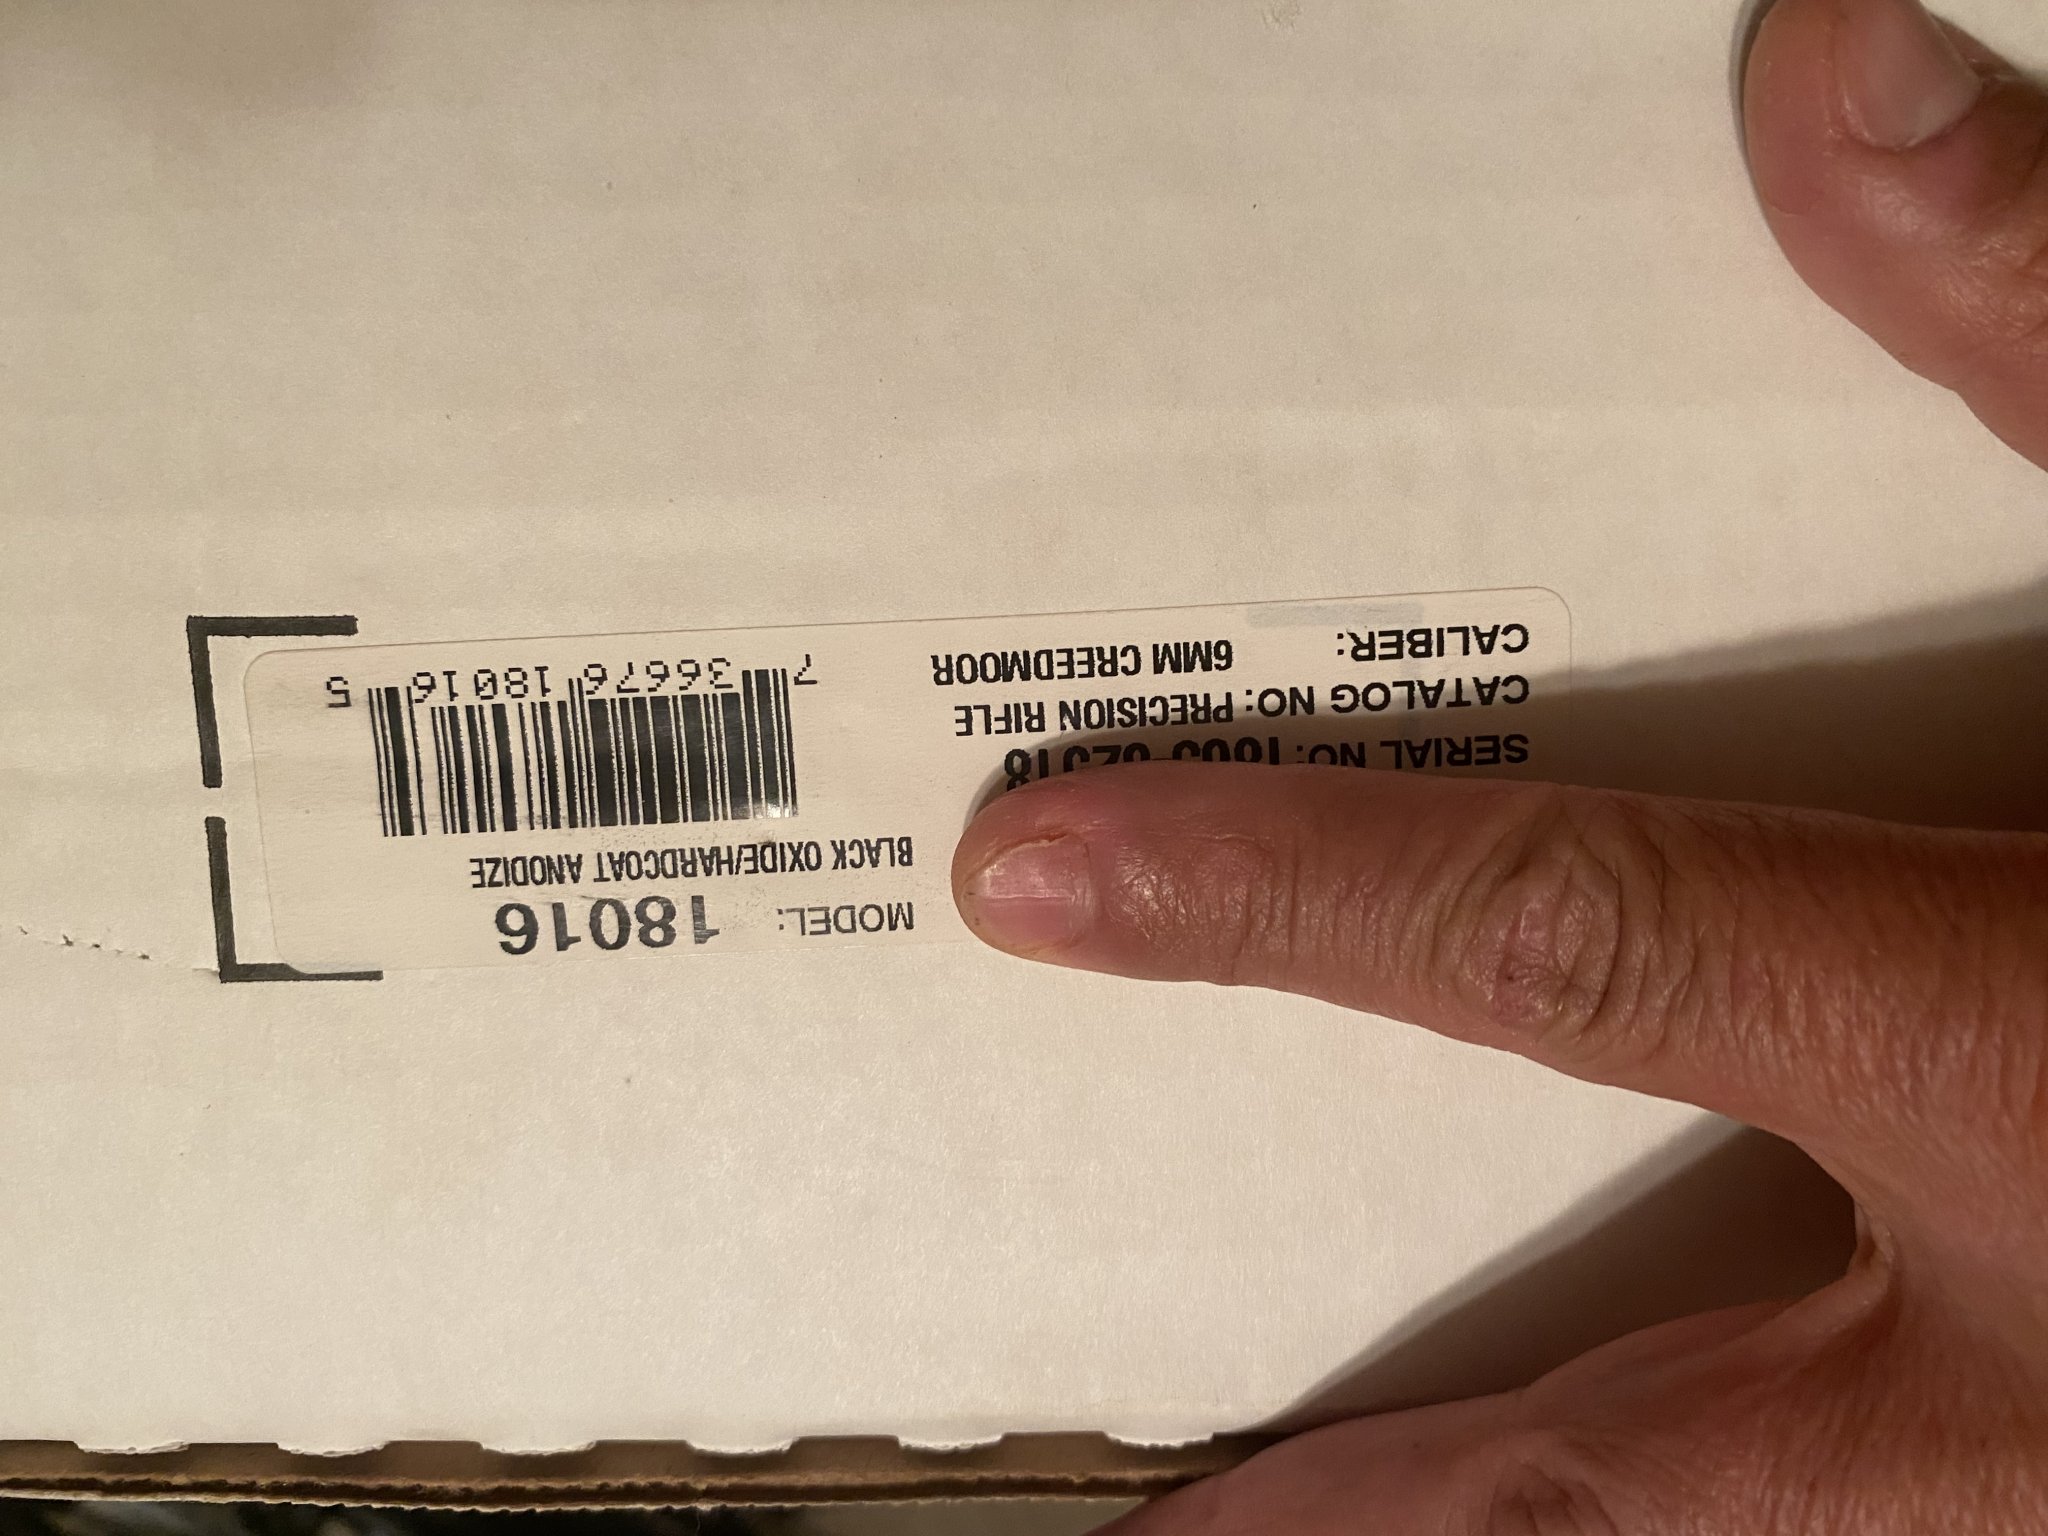 SERIAL NO:
CATALOG NO: PRECISION RIFLE
CALIBER: 6MM CREEDMOOR
MODEL: 18016
BLACK OXIDE/HARDCOAT ANODIZE
7 36676 18016 5